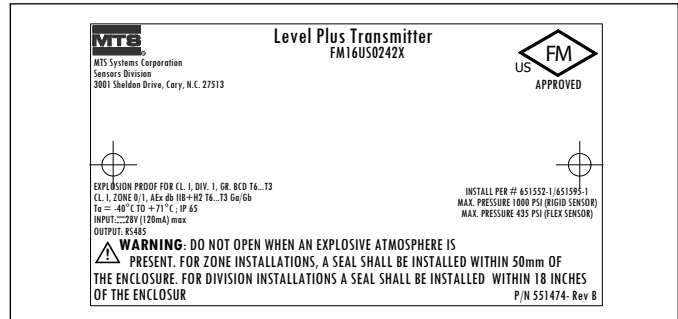 MTS
Level Plus Transmitter
FM16US0242X
MTS Systems Corporation
Sensors Division
3001 Sheldon Drive, Cary, N.C. 27513
US FM
APPROVED
EXPLOSION PROOF FOR CL. I, DIV. 1, GR. BCD T6...T3
CL. I, ZONE 0/1, AEx db IIB+H2 T6...T3 Ga/Gb
Ta = -40°C TO +71°C ; IP 65
INPUT:⎓28V (120mA) max
OUTPUT: RS485
INSTALL PER # 651552-1/651595-1
MAX. PRESSURE 1000 PSI (RIGID SENSOR)
MAX. PRESSURE 435 PSI (FLEX SENSOR)
WARNING: DO NOT OPEN WHEN AN EXPLOSIVE ATMOSPHERE IS
PRESENT. FOR ZONE INSTALLATIONS, A SEAL SHALL BE INSTALLED WITHIN 50mm OF
THE ENCLOSURE. FOR DIVISION INSTALLATIONS A SEAL SHALL BE INSTALLED WITHIN 18 INCHES
OF THE ENCLOSUR
P/N 551474- Rev B